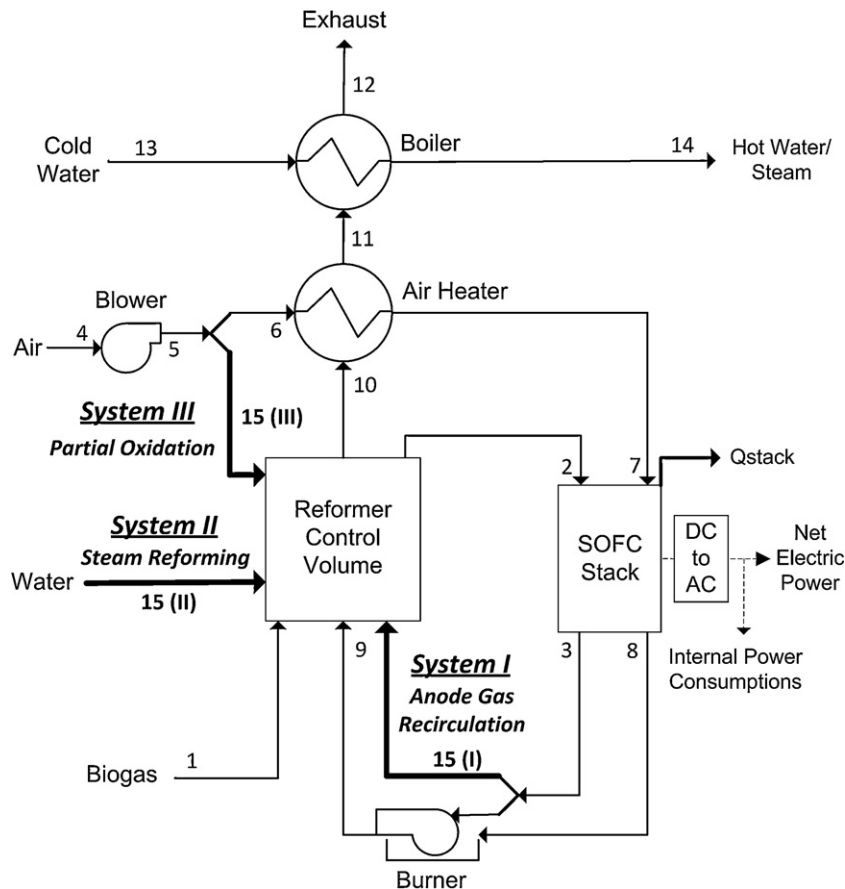 Exhaust
12
Cold
Water
13
Boiler
14
Hot Water/
Steam
11
Blower
Air Heater
Air
4
5
6
10
System III
Partial Oxidation
15 (III)
2
7
Qstack
System II
Steam Reforming
Water
15 (II)
Reformer
Control
Volume
SOFC
Stack
DC
to
AC
Net
Electric
Power
9
3
8
System I
Anode Gas
Recirculation
15 (I)
Internal Power
Consumptions
Biogas
1
Burner